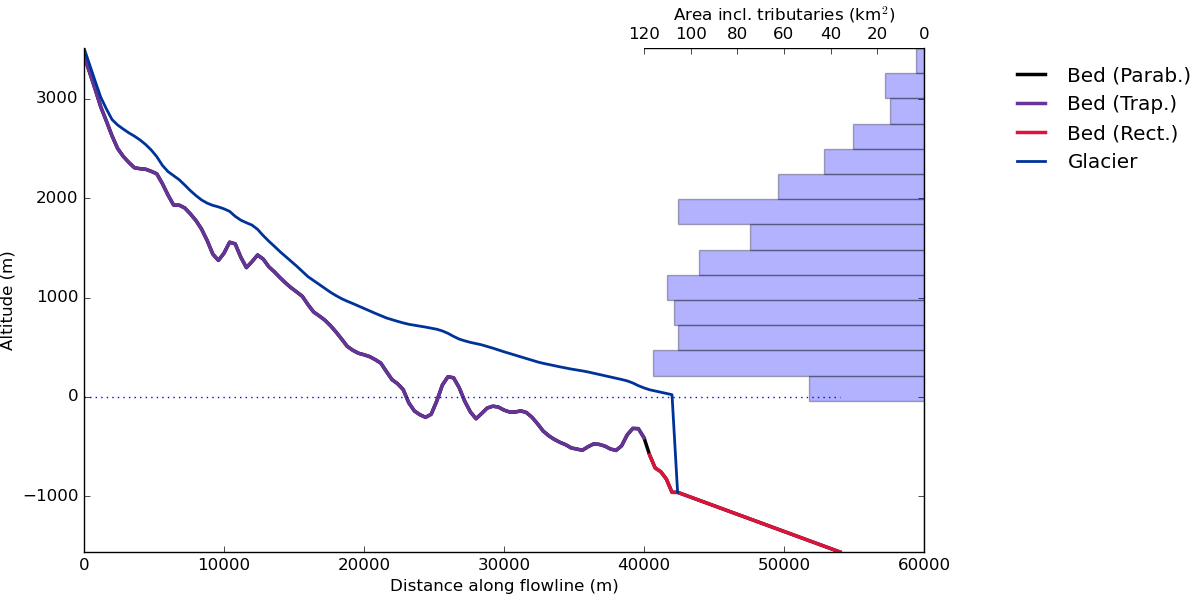 Area incl. tributaries (km²)
120 100 80 60 40 20 0
Bed (Parab.)
Bed (Trap.)
Bed (Rect.)
Glacier
Altitude (m)
3000
2000
1000
0
−1000
0 10000 20000 30000 40000 50000 60000
Distance along flowline (m)